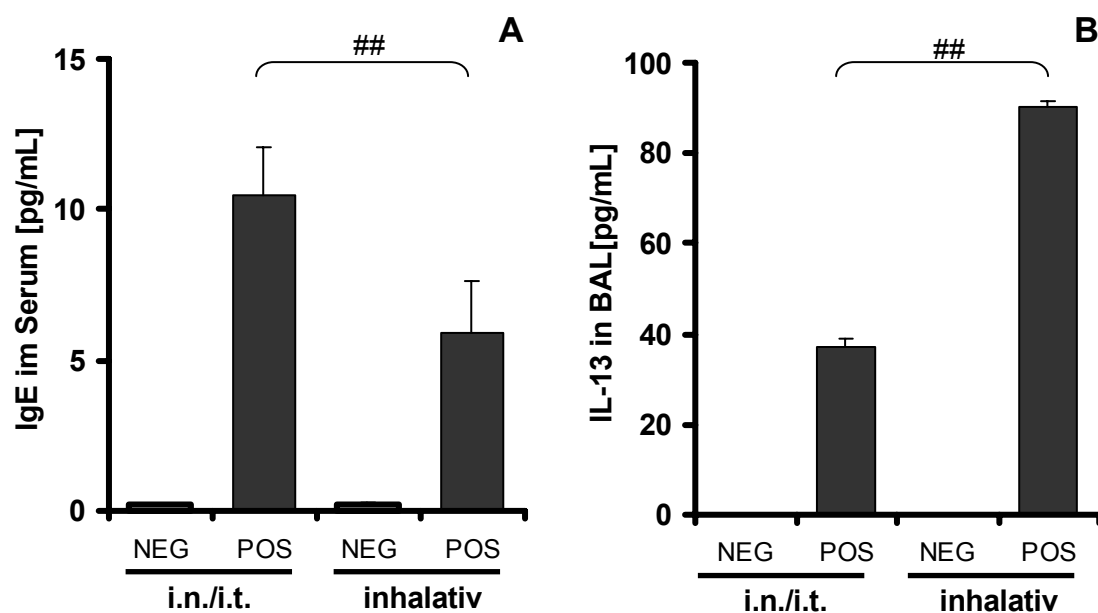 A
##
15
10
5
0
IgE im Serum [pg/mL]
NEG POS NEG POS
i.n./i.t. inhalativ
B
##
100
80
60
40
20
0
IL-13 in BAL[pg/mL]
NEG POS NEG POS
i.n./i.t. inhalativ